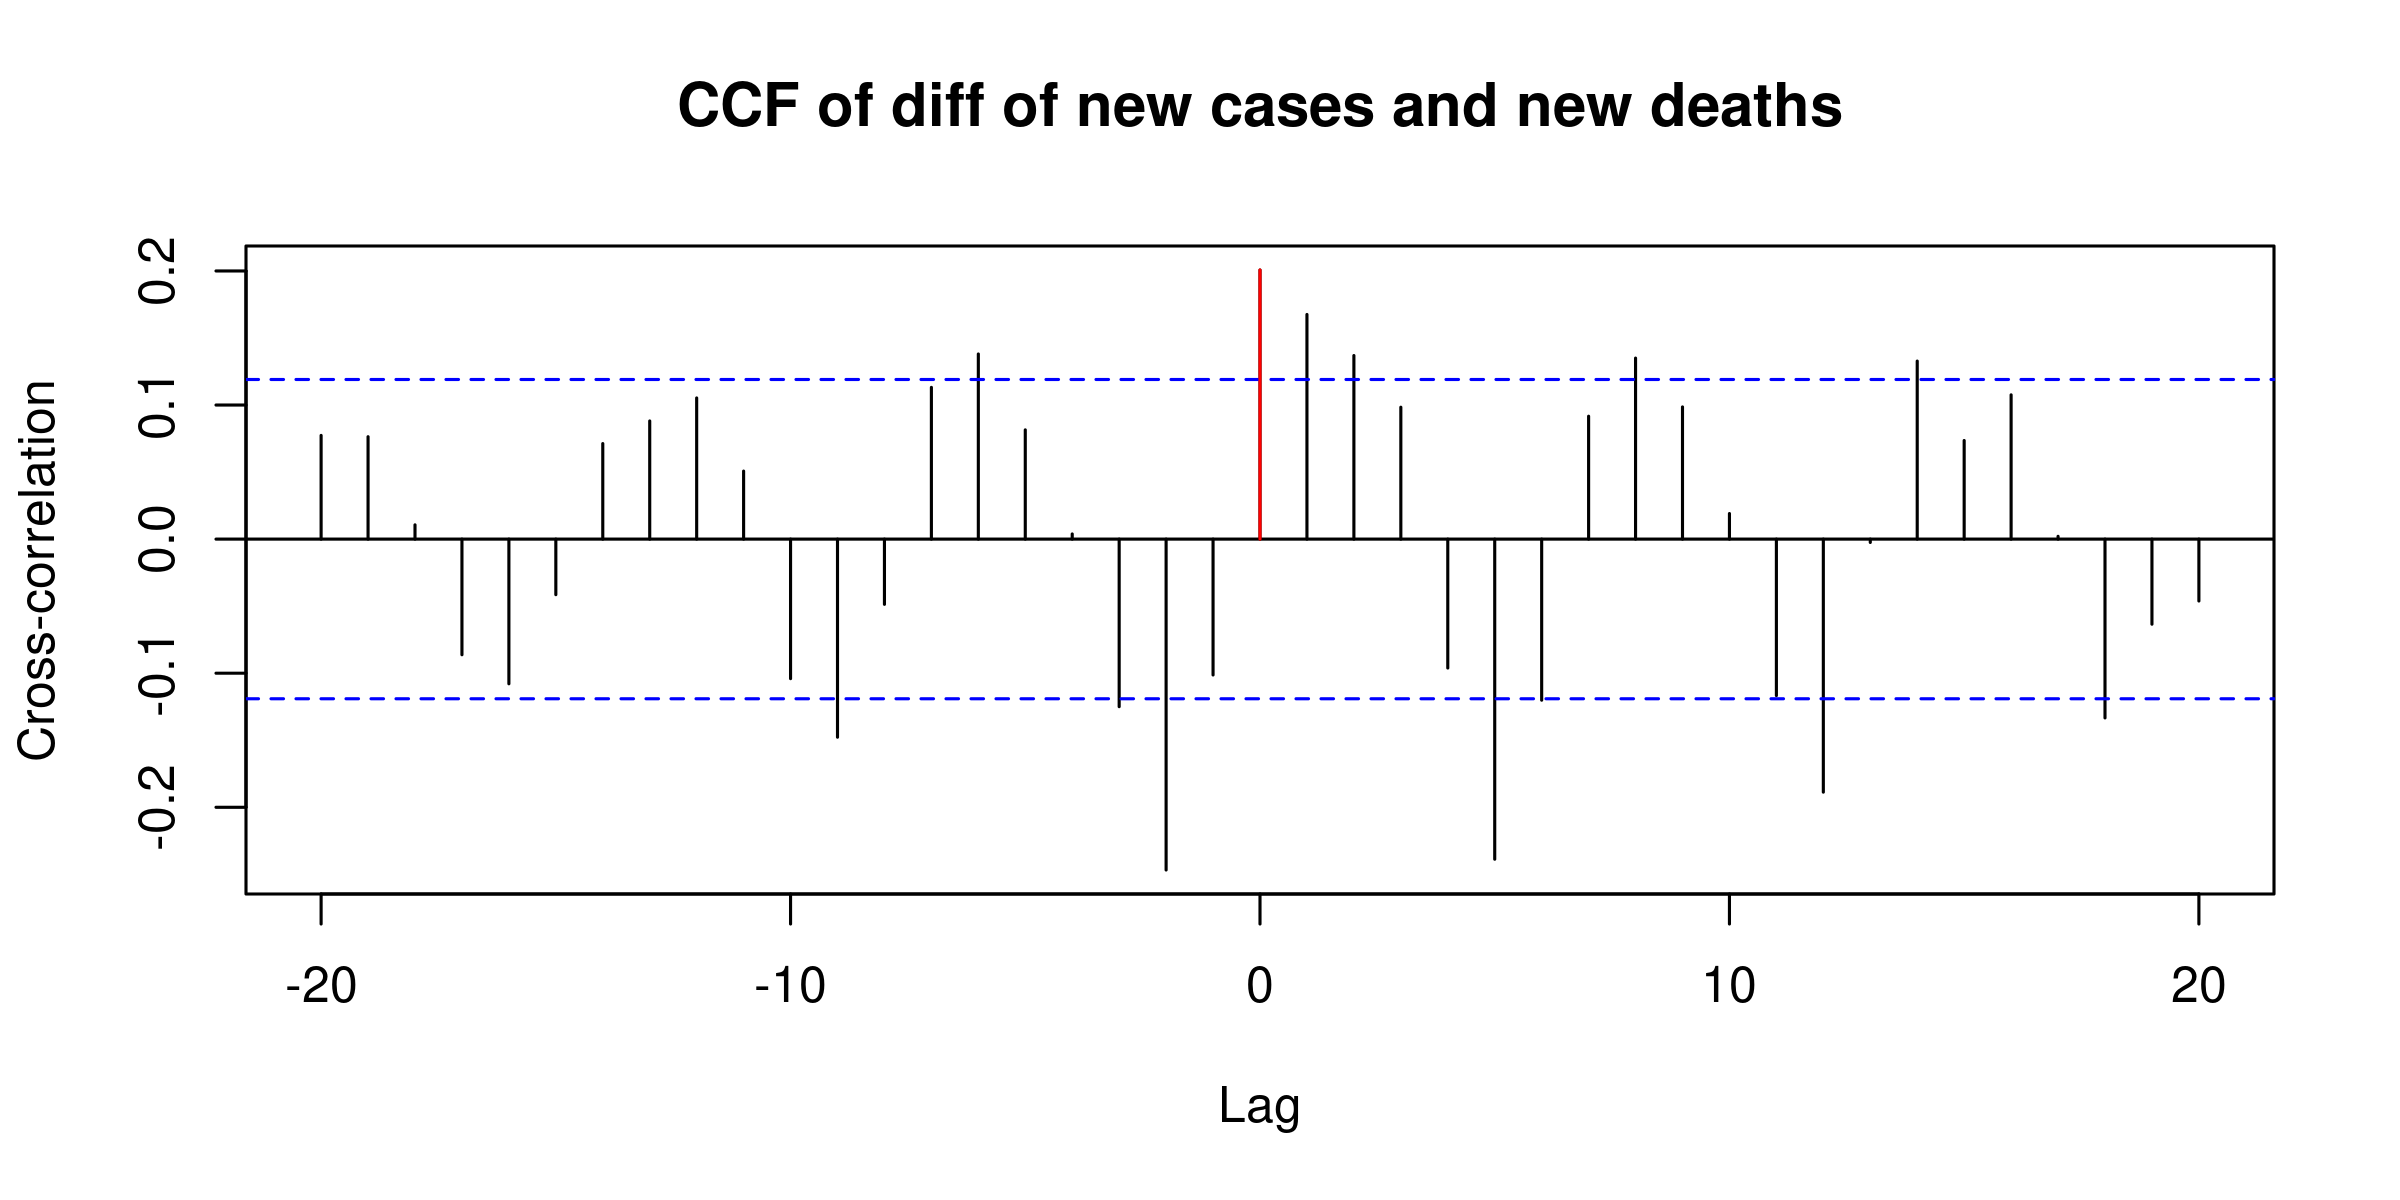 CCF of diff of new cases and new deaths
Cross-correlation
0.2
0.1
0.0
-0.1
-0.2
-20 -10 0 10 20
Lag